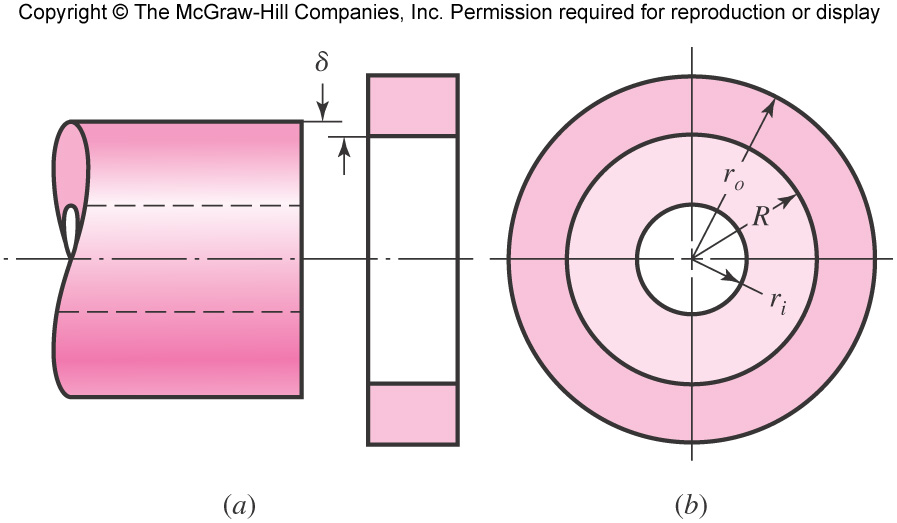 Copyright © The McGraw-Hill Companies, Inc. Permission required for reproduction or display
δ
r_o
R
r_i
(a)
(b)